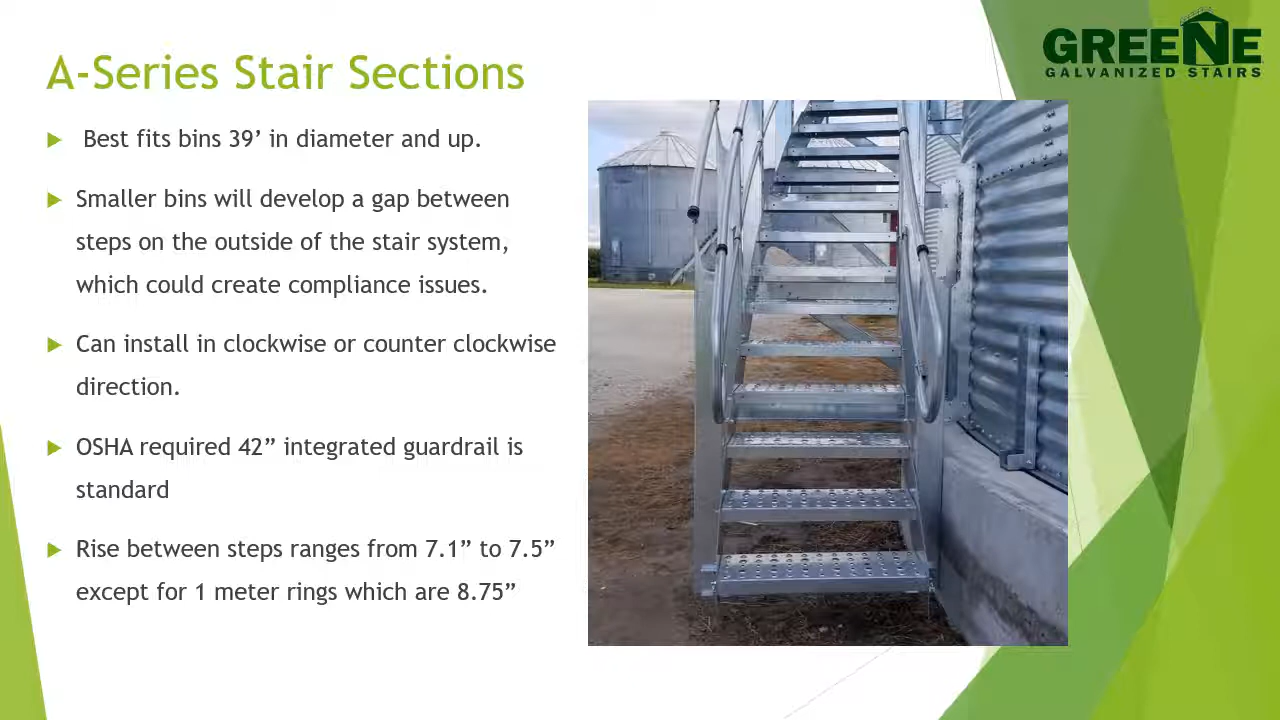 A-Series Stair Sections
GREENE
GALVANIZED STAIRS
Best fits bins 39’ in diameter and up.
Smaller bins will develop a gap between
steps on the outside of the stair system,
which could create compliance issues.
Can install in clockwise or counter clockwise
direction.
OSHA required 42” integrated guardrail is
standard
Rise between steps ranges from 7.1” to 7.5”
except for 1 meter rings which are 8.75”